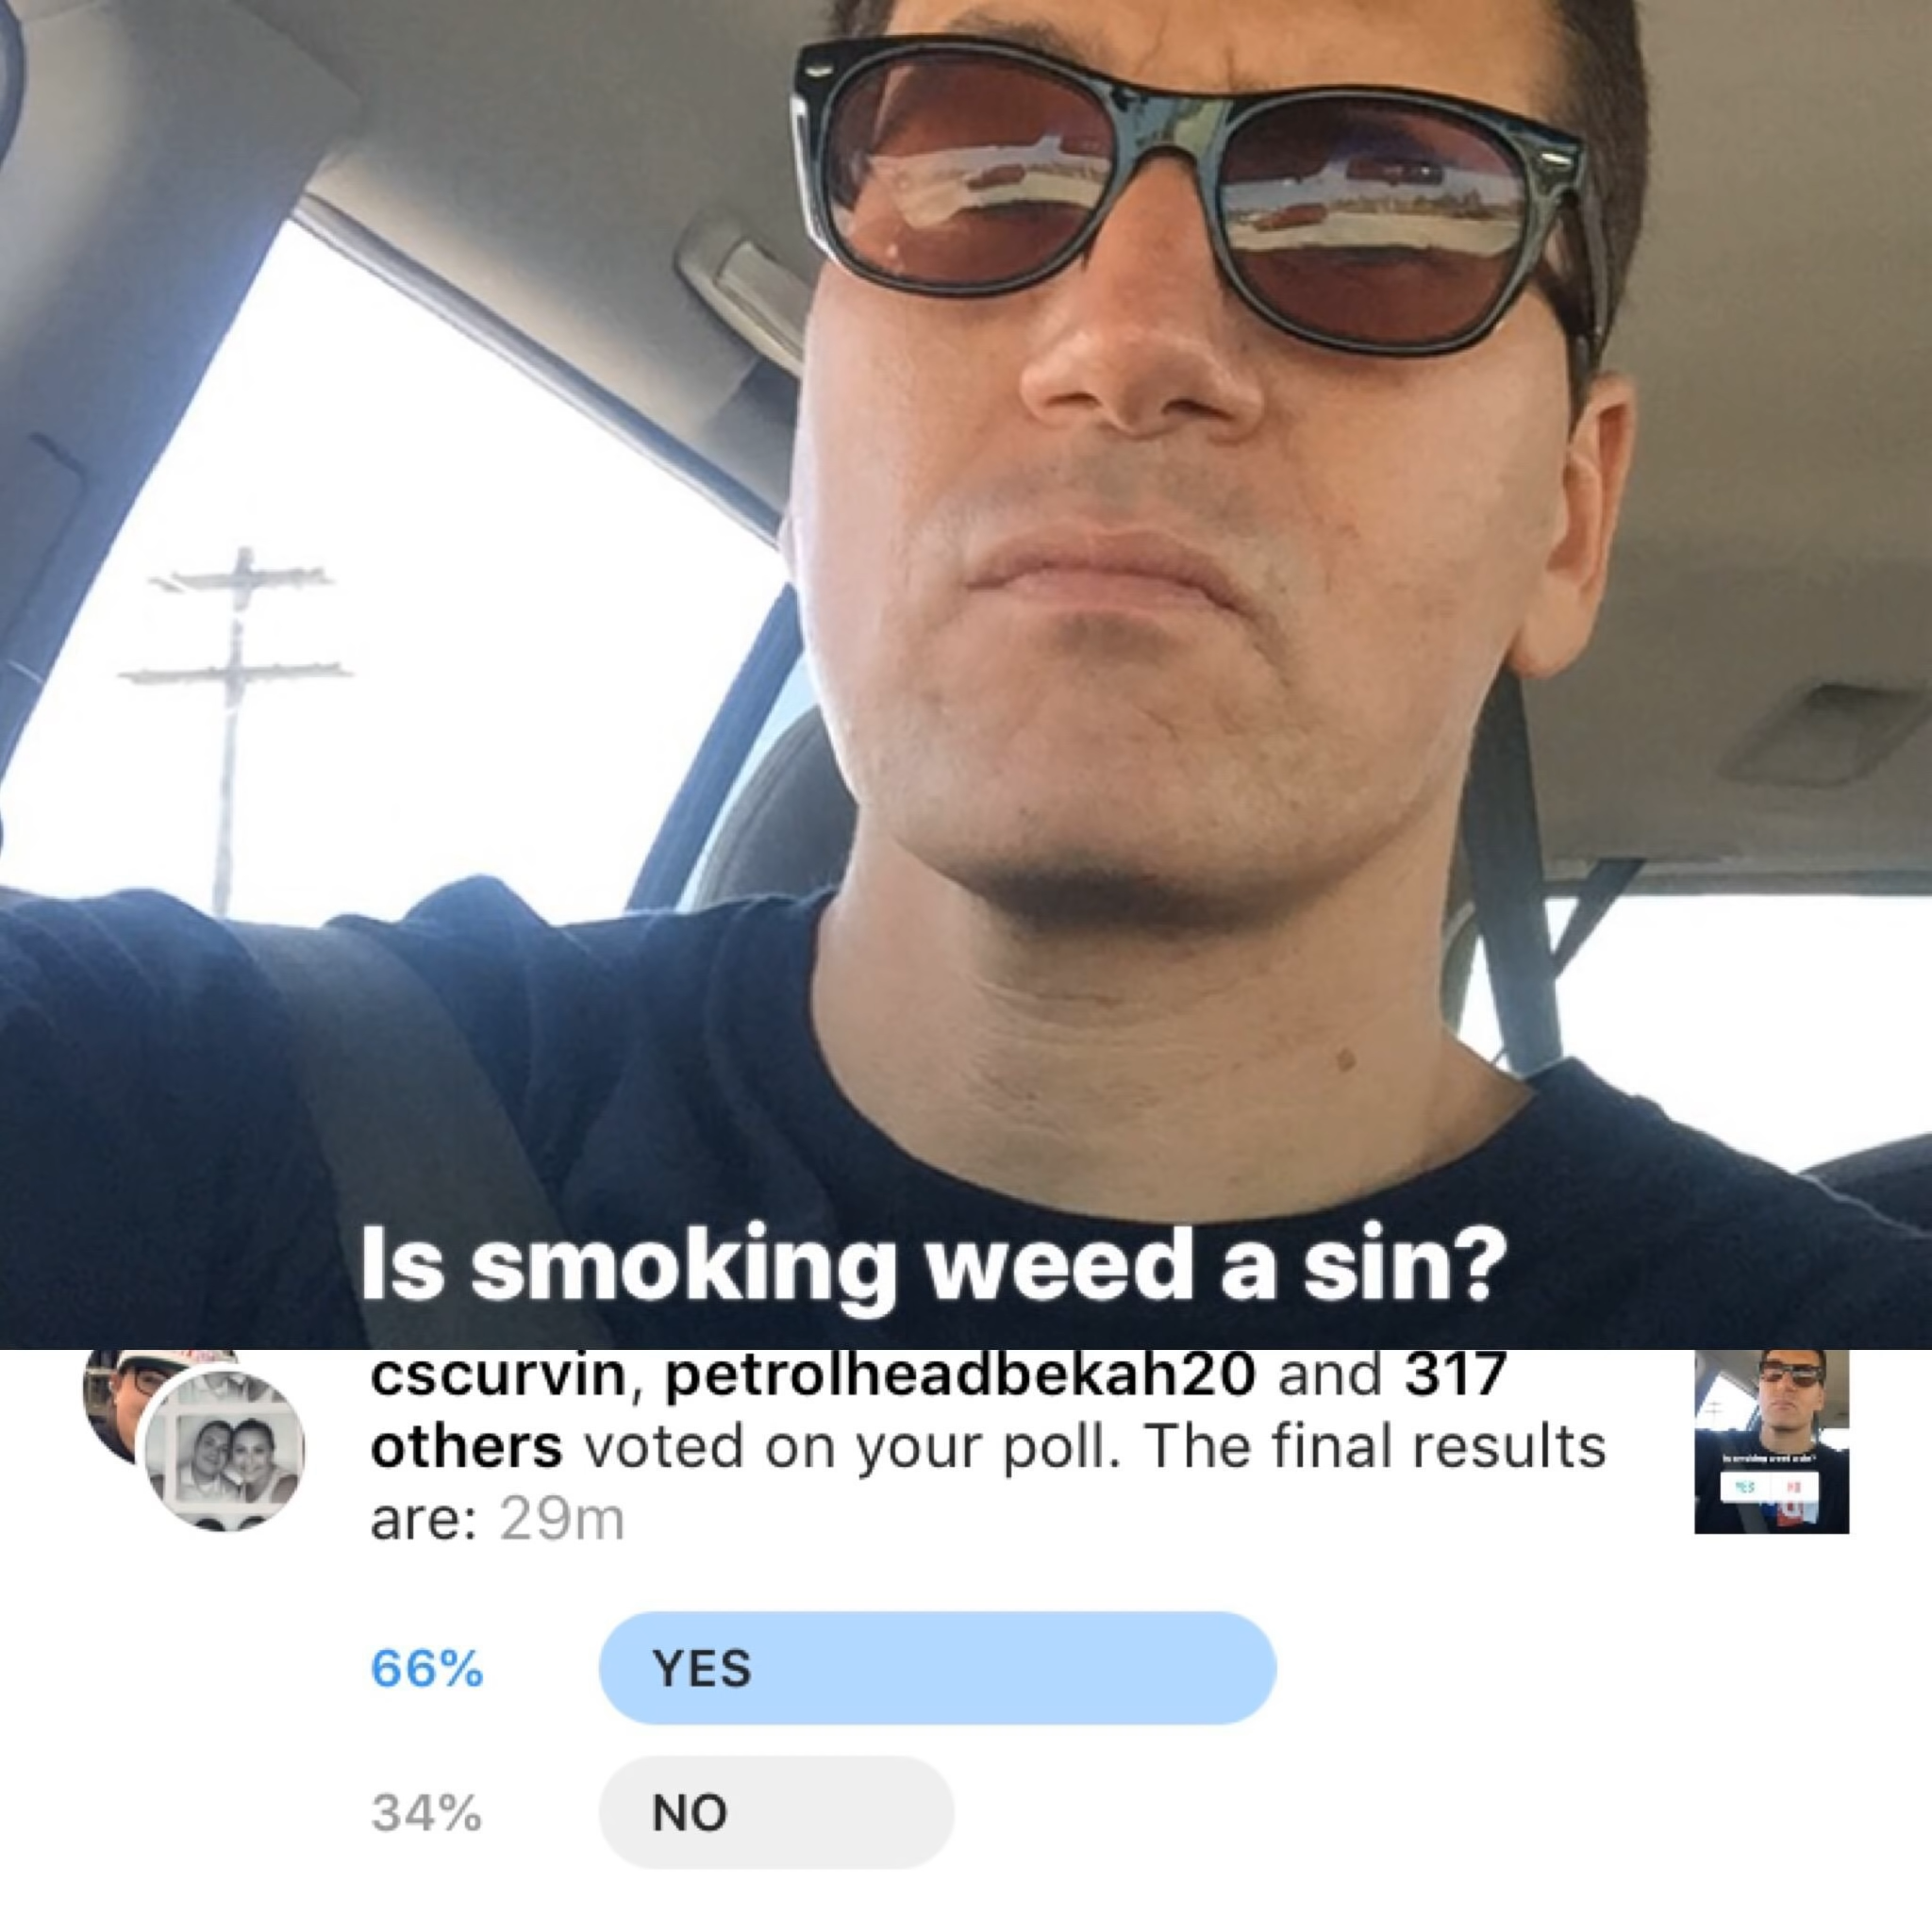 Is smoking weed a sin?
cscurvin, petrolheadbekah20 and 317
others voted on your poll. The final results
are: 29m
66% YES
34% NO
YES